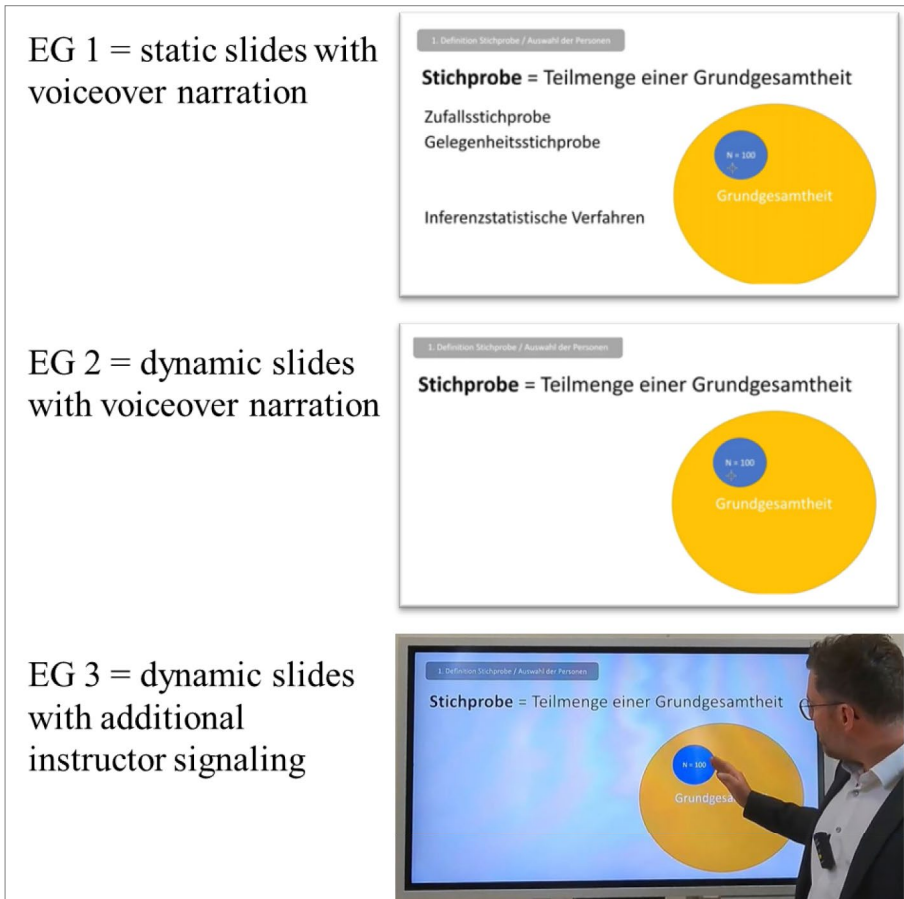 EG 1 = static slides with
voiceover narration
1. Definition Stichprobe / Auswahl der Personen
Stichprobe = Teilmenge einer Grundgesamtheit
Zufallsstichprobe
Gelegenheitsstichprobe
N = 100
Grundgesamtheit
Inferenzstatistische Verfahren
EG 2 = dynamic slides
with voiceover narration
1. Definition Stichprobe / Auswahl der Personen
Stichprobe = Teilmenge einer Grundgesamtheit
N = 100
Grundgesamtheit
EG 3 = dynamic slides
with additional
instructor signaling
1. Definition Stichprobe / Auswahl der Personen
Stichprobe = Teilmenge einer Grundgesamtheit
N = 100
Grundgesa